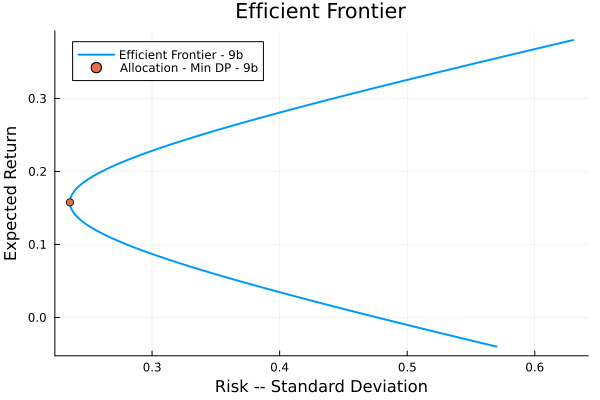 Efficient Frontier
Efficient Frontier - 9b
Allocation - Min DP - 9b
Expected Return
0.3
0.2
0.1
0.0
0.3 0.4 0.5 0.6
Risk -- Standard Deviation